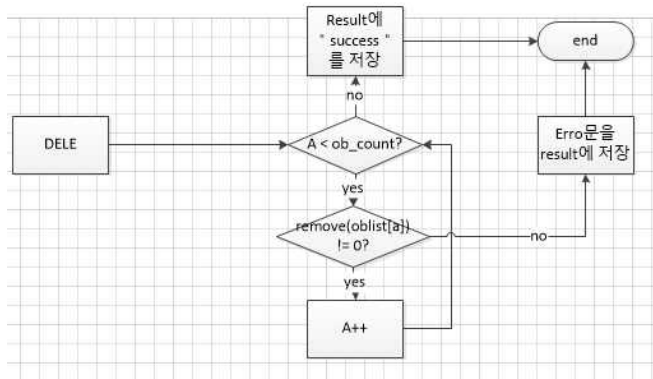 Result에
" success "
를 저장
end
no
DELE
A < ob_count?
Erro문을
result에 저장
yes
remove(oblist[a])
!= 0?
no
yes
A++